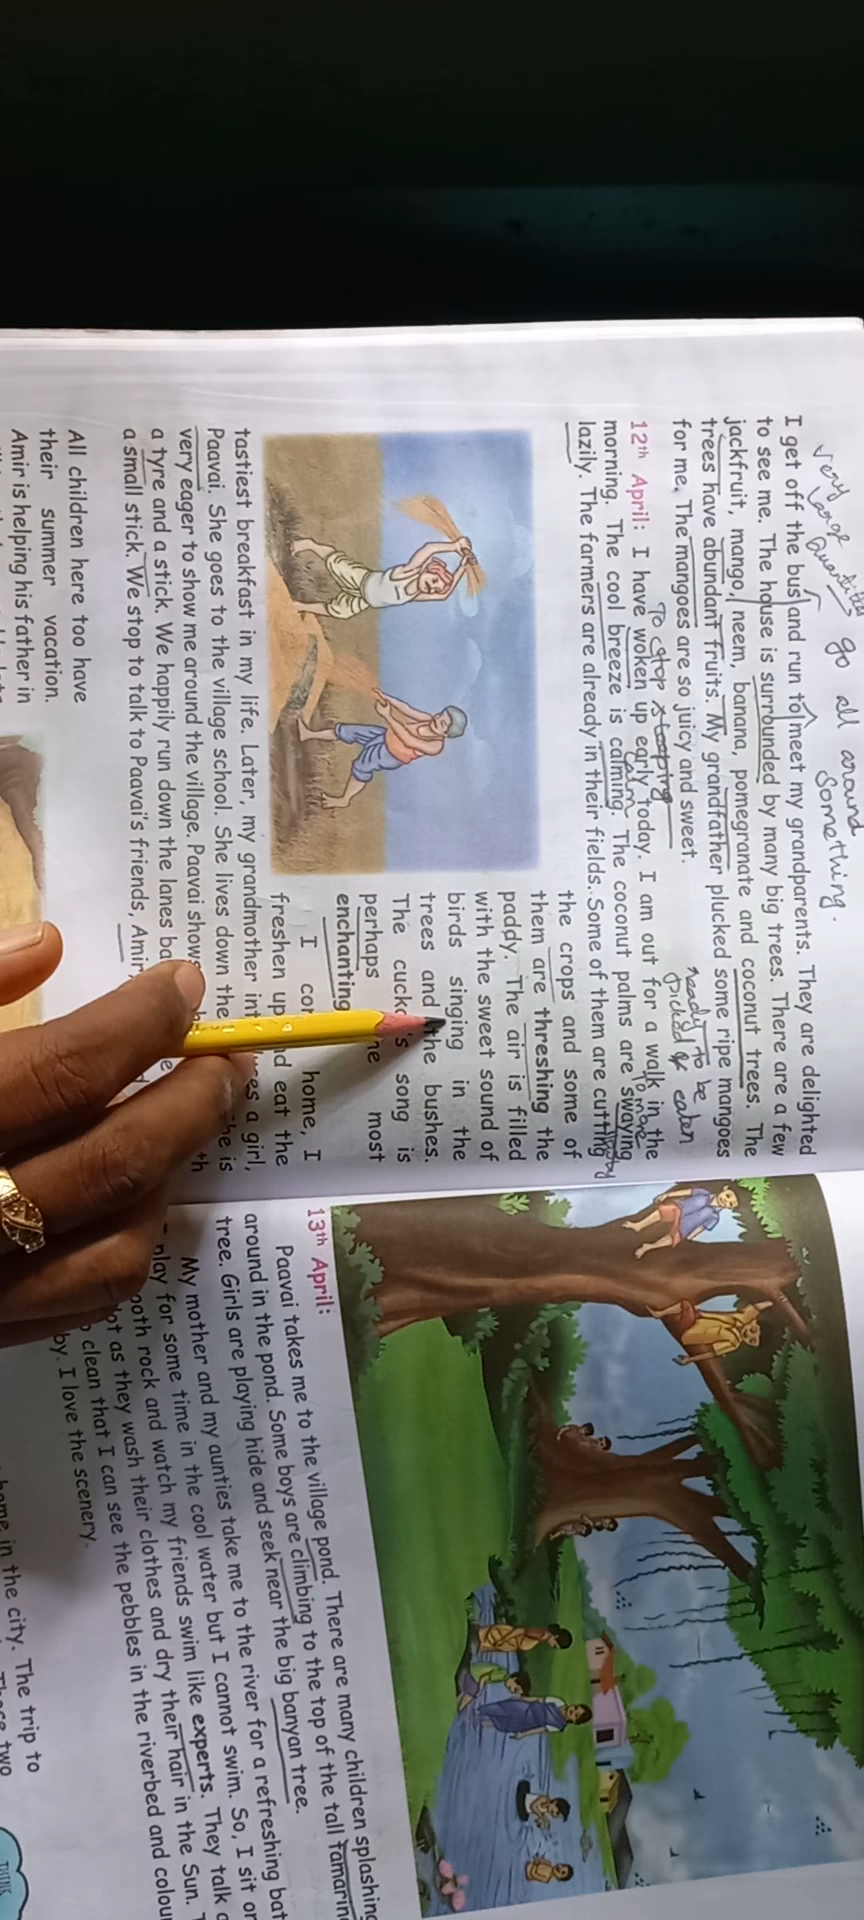 very large quantities
go all around
something.
I get off the bus and run to meet my grandparents. They are delighted
to see me. The house is surrounded by many big trees. There are a few
jackfruit, mango, neem, banana, pomegranate and coconut trees. The
trees have abundant fruits. My grandfather plucked some ripe mangoes
for me. The mangoes are so juicy and sweet.
ready to be
picked & eaten
To stop sleeping
12th April: I have woken up early today. I am out for a walk in the
calm
to move
morning. The cool breeze is calming. The coconut palms are swaying
lazily. The farmers are already in their fields. Some of them are cutting
the crops and some of
them are threshing the
paddy. The air is filled
with the sweet sound of
birds singing in the
trees and the bushes.
The song is
perhaps most
enchanting
I home, I
freshen up eat the
tastiest breakfast in my life. Later, my grandmother a girl,
Paavai. She goes to the village school. She lives down the is
very eager to show me around the village. Paavai
a tyre and a stick. We happily run down the lanes
a small stick. We stop to talk to Paavai's friends, Amir,
All children here too have
their summer vacation.
Amir is helping his father in
13th April:
Paavai takes me to the village pond. There are many children splashing
around in the pond. Some boys are climbing to the top of the tall
tree. Girls are playing hide and seek near the big banyan tree.
My mother and my aunties take me to the river for a refreshing
play for some time in the cool water but I cannot swim. So, I sit
rock and watch my friends swim like experts. They talk
as they wash their clothes and dry their hair in the Sun.
clean that I can see the pebbles in the riverbed and
by. I love the scenery.
home in the city. The trip to
two
THINK